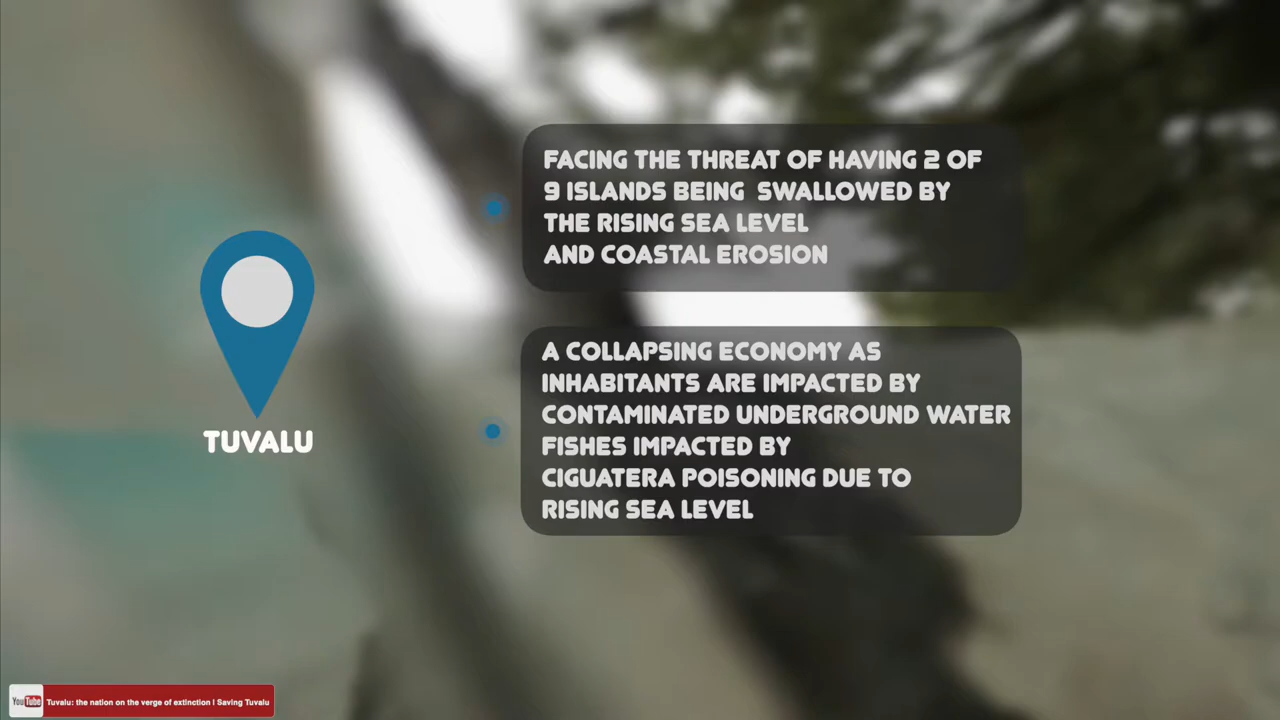 FACING THE THREAT OF HAVING 2 OF
9 ISLANDS BEING SWALLOWED BY
THE RISING SEA LEVEL
AND COASTAL EROSION
A COLLAPSING ECONOMY AS
INHABITANTS ARE IMPACTED BY
CONTAMINATED UNDERGROUND WATER
FISHES IMPACTED BY
CIGUATERA POISONING DUE TO
RISING SEA LEVEL
TUVALU
YouTube Tuvalu: the nation on the verge of extinction | Saving Tuvalu